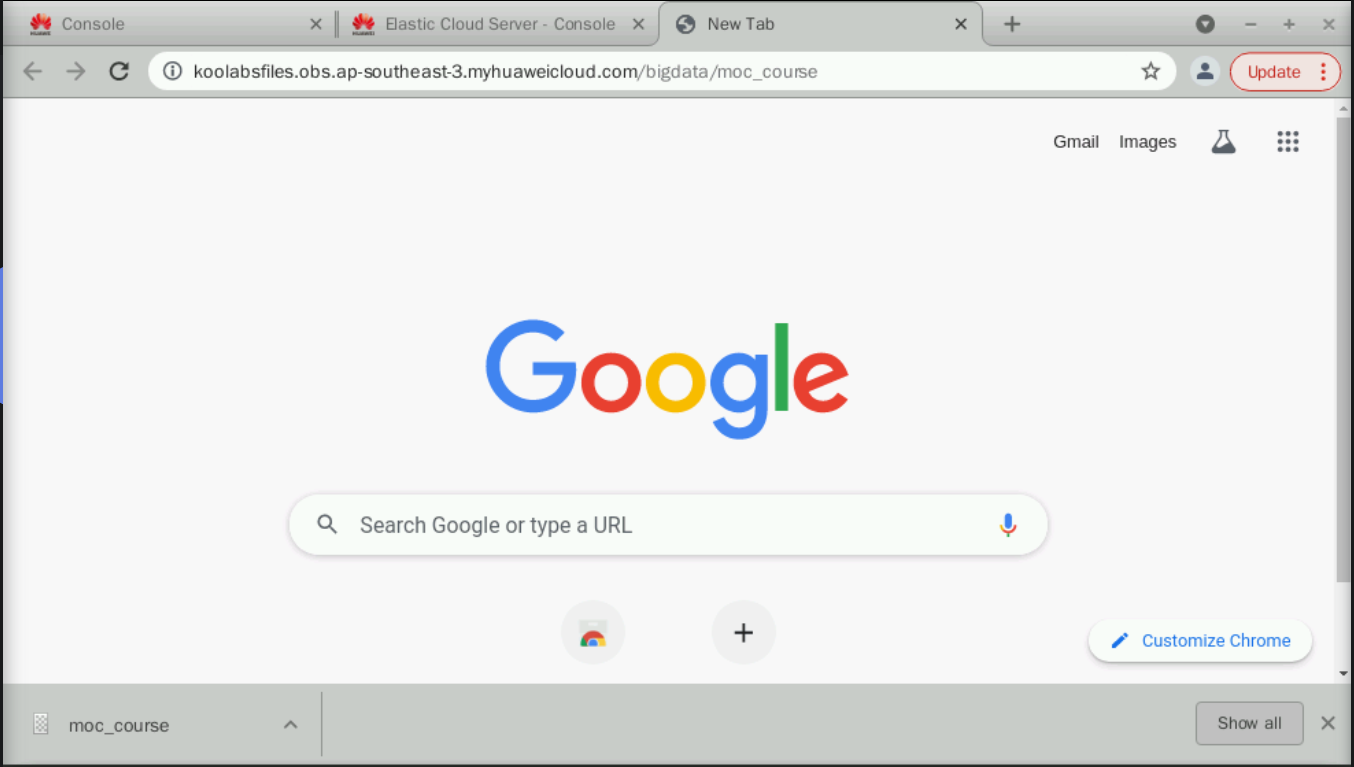 Console
Elastic Cloud Server - Console
New Tab
koolabsfiles.obs.ap-southeast-3.myhuaweicloud.com/bigdata/moc_course
Update
Gmail Images
Google
Search Google or type a URL
Customize Chrome
moc_course
Show all